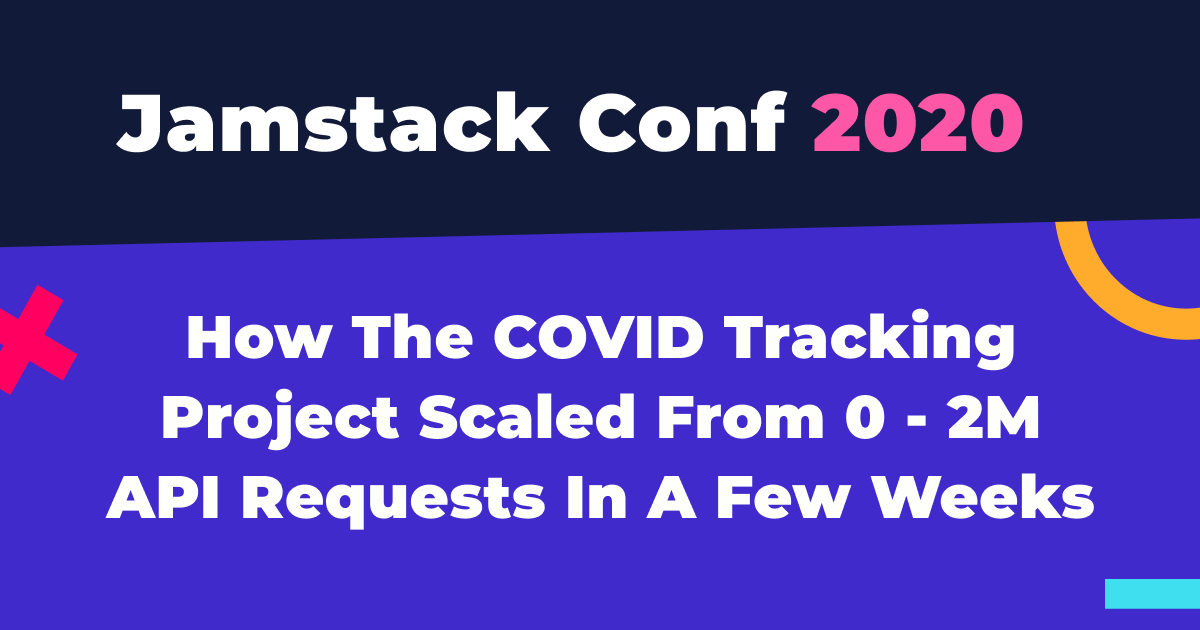 Jamstack Conf 2020
How The COVID Tracking
Project Scaled From 0 - 2M
API Requests In A Few Weeks